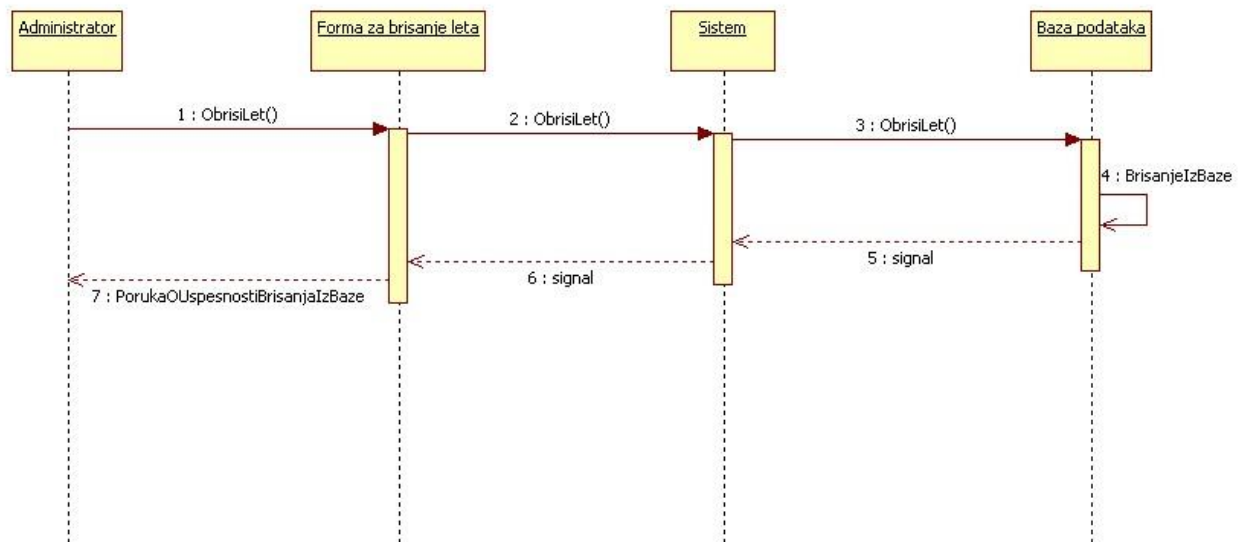 Administrator
Forma za brisanje leta
Sistem
Baza podataka
1 : ObrisiLet()
2 : ObrisiLet()
3 : ObrisiLet()
4 : BrisanjeIzBaze
5 : signal
6 : signal
7 : PorukaOUspesnostiBrisanjaIzBaze